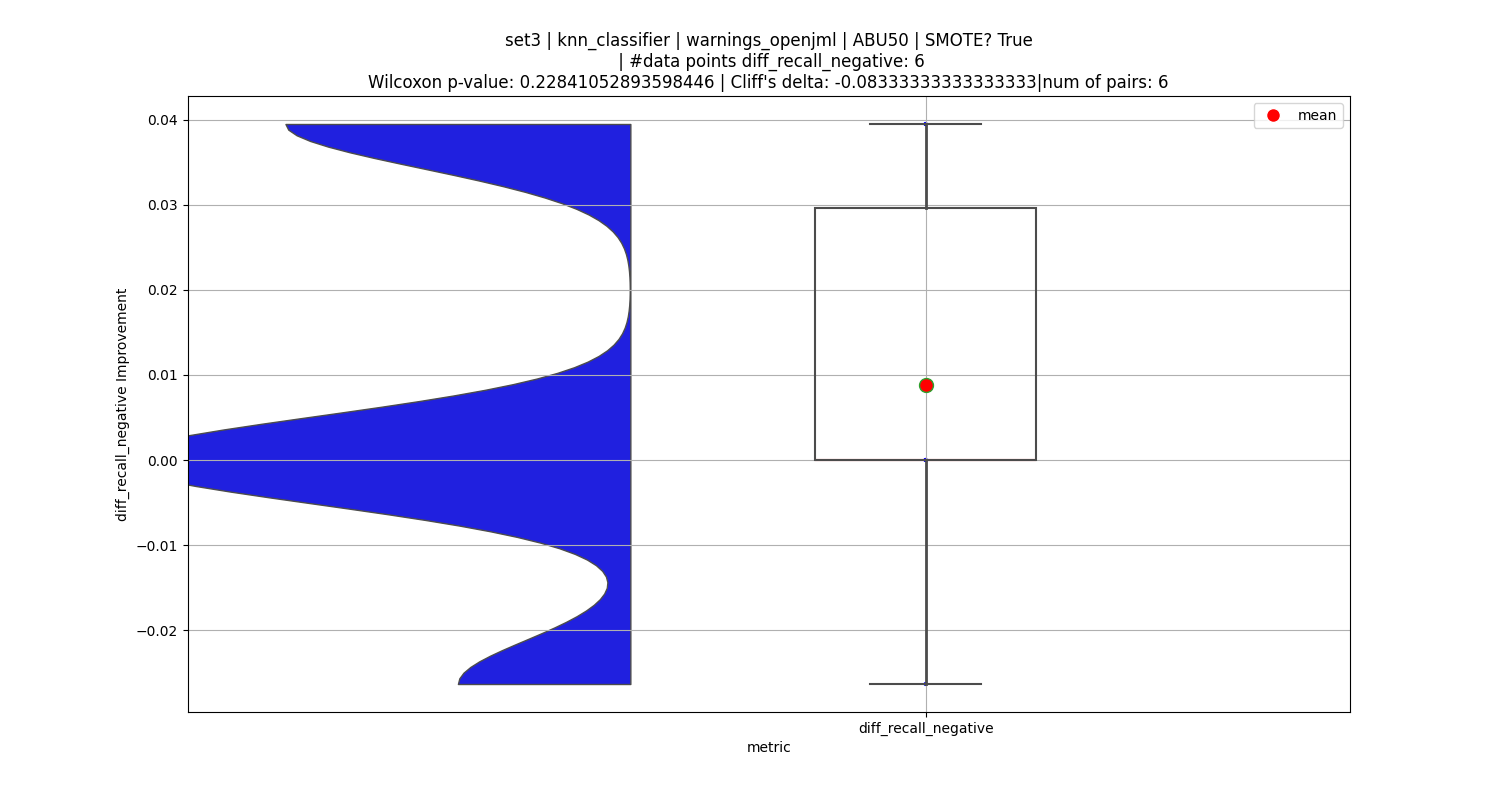 set3 | knn_classifier | warnings_openjml | ABU50 | SMOTE? True
| #data points diff_recall_negative: 6
Wilcoxon p-value: 0.22841052893598446 | Cliff's delta: -0.08333333333333333|num of pairs: 6
mean
0.04
0.03
0.02
0.01
0.00
−0.01
−0.02
diff_recall_negative Improvement
diff_recall_negative
metric